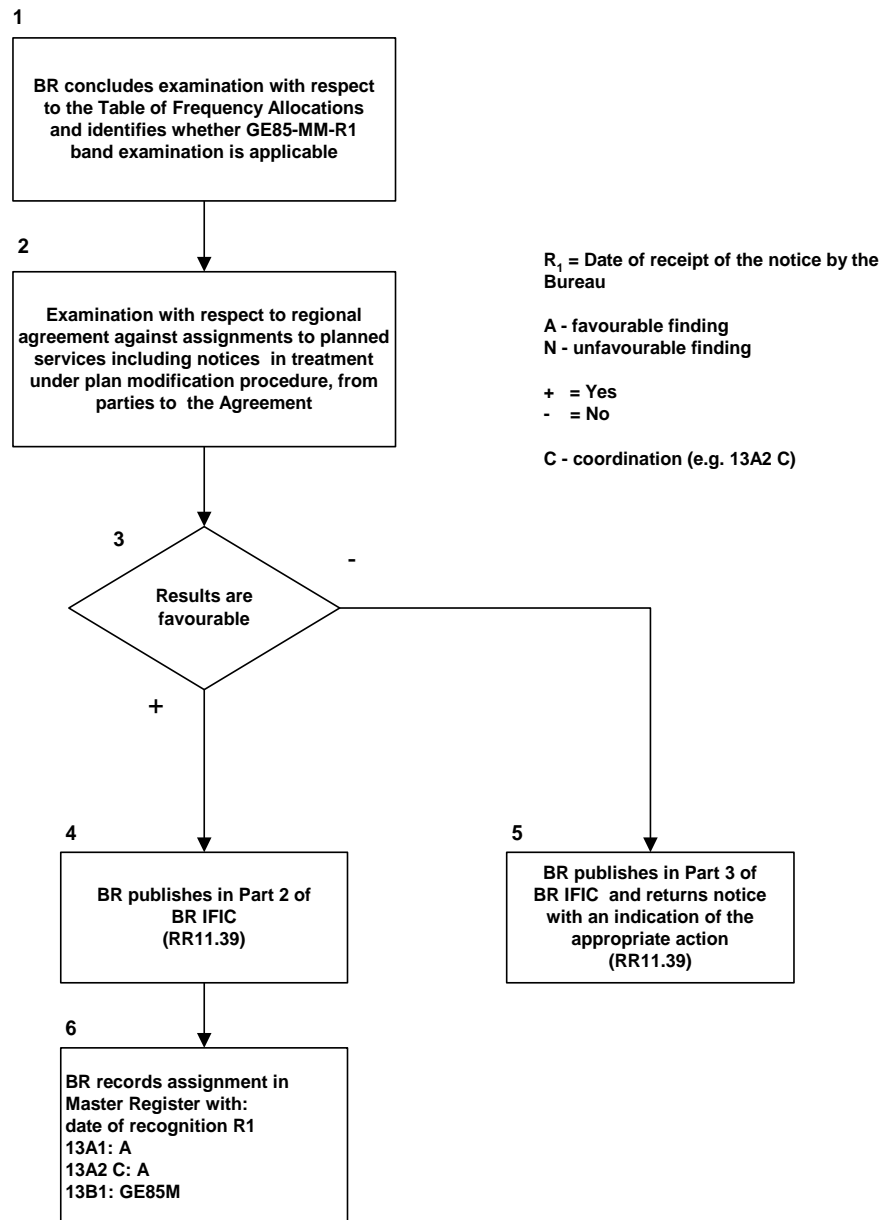 1
BR concludes examination with respect
to the Table of Frequency Allocations
and identifies whether GE85-MM-R1
band examination is applicable
2
Examination with respect to regional
agreement against assignments to planned
services including notices in treatment
under plan modification procedure, from
parties to the Agreement
R1 = Date of receipt of the notice by the
Bureau
A - favourable finding
N - unfavourable finding
+ = Yes
- = No
C - coordination (e.g. 13A2 C)
3
-
Results are
favourable
+
4
BR publishes in Part 2 of
BR IFIC
(RR11.39)
5
BR publishes in Part 3 of
BR IFIC and returns notice
with an indication of the
appropriate action
(RR11.39)
6
BR records assignment in
Master Register with:
date of recognition R1
13A1: A
13A2 C: A
13B1: GE85M